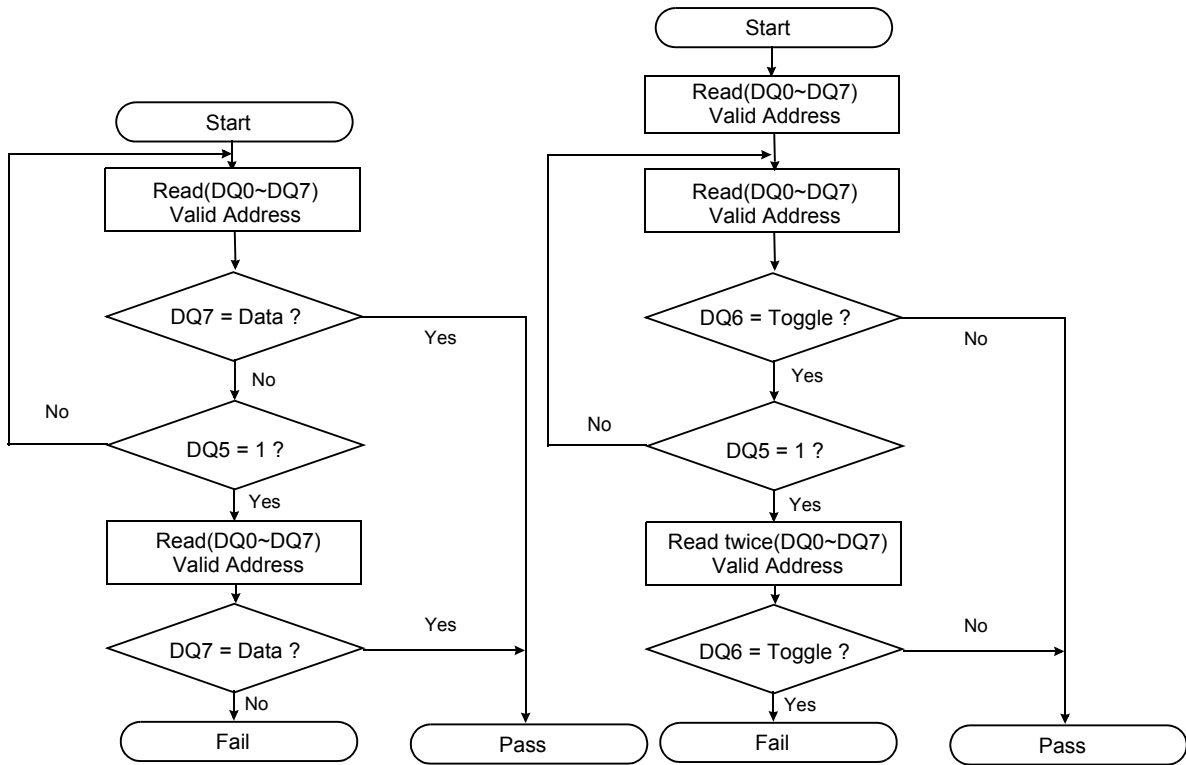 Start
Read(DQ0~DQ7)
Valid Address
DQ7 = Data ?
Yes
No
No
DQ5 = 1 ?
Yes
Read(DQ0~DQ7)
Valid Address
DQ7 = Data ?
Yes
No
Fail
Pass
Start
Read(DQ0~DQ7)
Valid Address
Read(DQ0~DQ7)
Valid Address
DQ6 = Toggle ?
No
Yes
No
DQ5 = 1 ?
Yes
Read twice(DQ0~DQ7)
Valid Address
DQ6 = Toggle ?
No
Yes
Fail
Pass